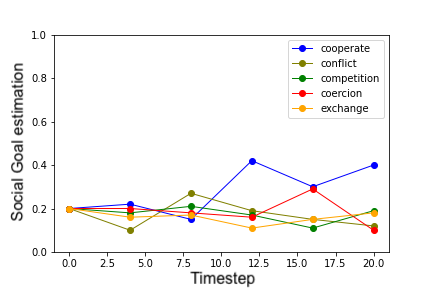 1.0
0.8
0.6
0.4
0.2
0.0
Social Goal estimation
cooperate
conflict
competition
coercion
exchange
0.0 2.5 5.0 7.5 10.0 12.5 15.0 17.5 20.0
Timestep